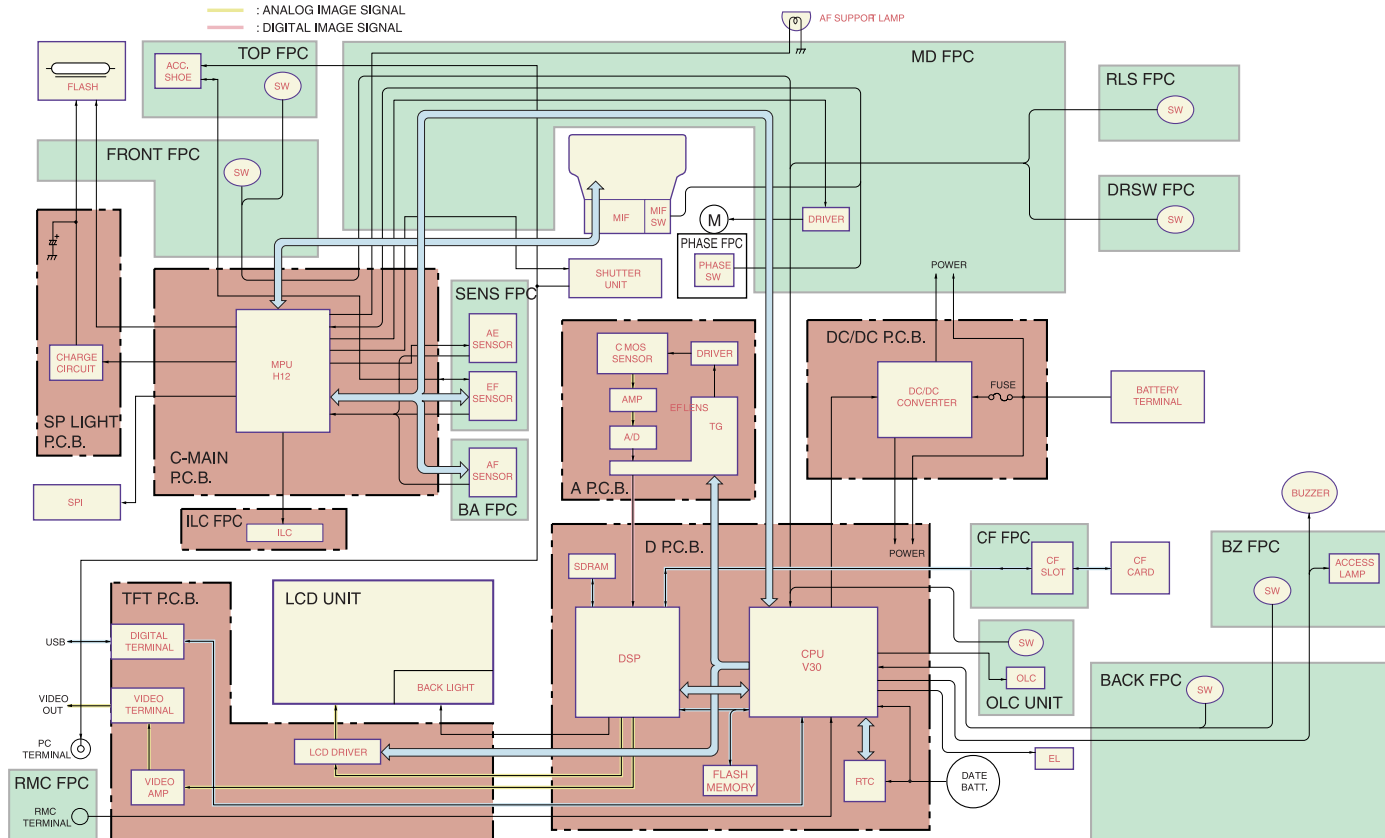 : ANALOG IMAGE SIGNAL
: DIGITAL IMAGE SIGNAL
AF SUPPORT LAMP
FLASH
TOP FPC
ACC.
SHOE
SW
MD FPC
RLS FPC
SW
FRONT FPC
SW
DRSW FPC
SW
MIF
MIF
SW
M
DRIVER
PHASE FPC
PHASE
SW
SHUTTER
UNIT
POWER
SENS FPC
AE
SENSOR
EF
SENSOR
MPU
H12
CHARGE
CIRCUIT
SP LIGHT
P.C.B.
C-MAIN
P.C.B.
AF
SENSOR
BA FPC
SPI
ILC FPC
ILC
C MOS
SENSOR
DRIVER
AMP
EF LENS
TG
A/D
A P.C.B.
DC/DC P.C.B.
DC/DC
CONVERTER
FUSE
BATTERY
TERMINAL
POWER
BUZZER
D P.C.B.
SDRAM
DSP
CPU
V30
FLASH
MEMORY
RTC
DATE
BATT.
CF FPC
CF
SLOT
CF
CARD
BZ FPC
SW
ACCESS
LAMP
SW
OLC
OLC UNIT
BACK FPC
SW
EL
TFT P.C.B.
LCD UNIT
BACK LIGHT
USB
DIGITAL
TERMINAL
VIDEO
OUT
VIDEO
TERMINAL
PC
TERMINAL
LCD DRIVER
VIDEO
AMP
RMC FPC
RMC
TERMINAL